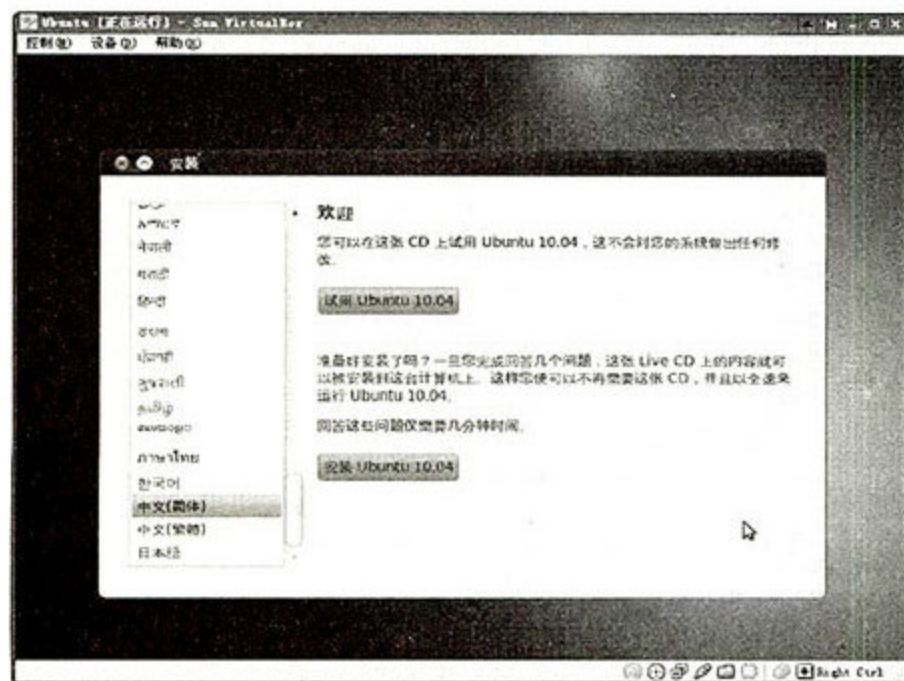 Ubuntu [正在运行] - Sun VirtualBox
控制(M) 设备(D) 帮助(H)
安装
नेपाली
मराठी
हिन्दी
বাংলা
ਪੰਜਾਬੀ
ગુજરાતી
தமிழ்
ภาษาไทย
한국어
中文(简体)
中文(繁體)
日本語
欢迎
您可以在这张 CD 上试用 Ubuntu 10.04，这不会对您的系统做出任何修
改。
试用 Ubuntu 10.04
准备好安装了吗？一旦您完成回答几个问题，这张 Live CD 上的内容就可
以被安装到这台计算机上。这样您便可以不再需要这张 CD，并且以全速来
运行 Ubuntu 10.04。
回答这些问题仅需要几分钟时间。
安装 Ubuntu 10.04
Right Ctrl